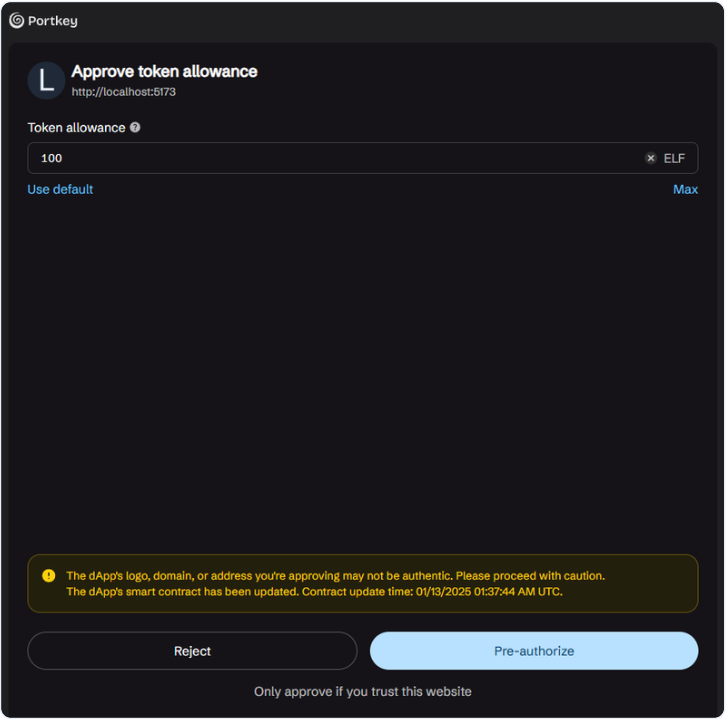 Portkey
L
Approve token allowance
http://localhost:5173
Token allowance
100 ELF
Use default Max
The dApp's logo, domain, or address you're approving may not be authentic. Please proceed with caution.
The dApp's smart contract has been updated. Contract update time: 01/13/2025 01:37:44 AM UTC.
Reject Pre-authorize
Only approve if you trust this website